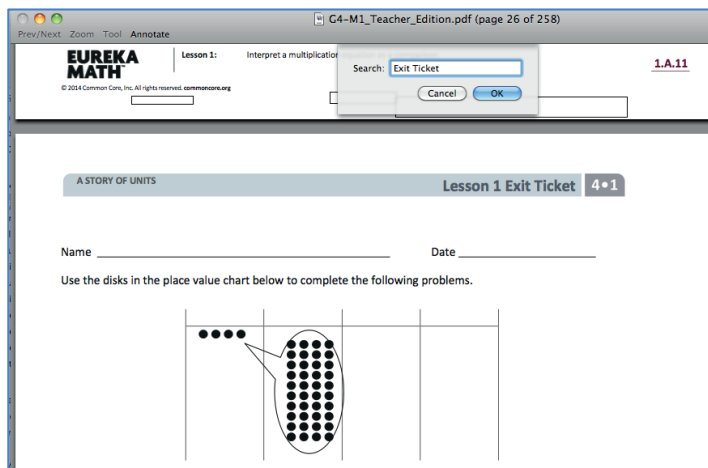 G4-M1_Teacher_Edition.pdf (page 26 of 258)
Prev/Next Zoom Tool Annotate
EUREKA
MATH™
Lesson 1:
Interpret a multiplication
1.A.11
© 2014 Common Core, Inc. All rights reserved. commoncore.org
Search: Exit Ticket
Cancel OK
A STORY OF UNITS
Lesson 1 Exit Ticket 4•1
Name
Date
Use the disks in the place value chart below to complete the following problems.